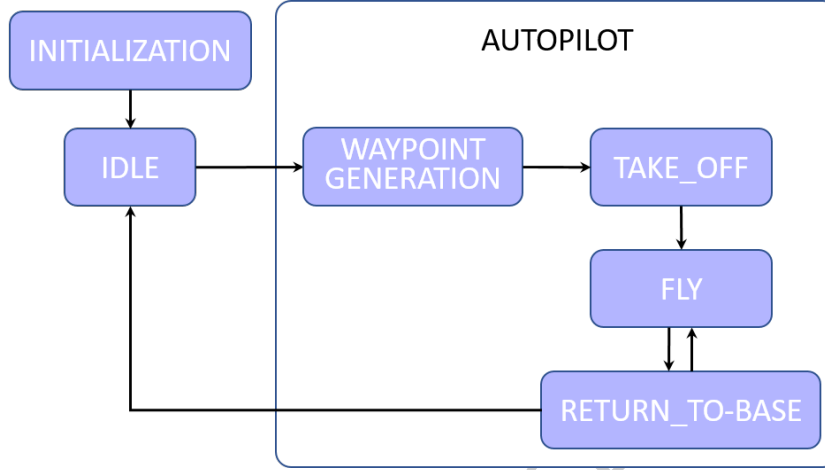 INITIALIZATION
AUTOPILOT
IDLE
WAYPOINT
GENERATION
TAKE_OFF
FLY
RETURN_TO-BASE